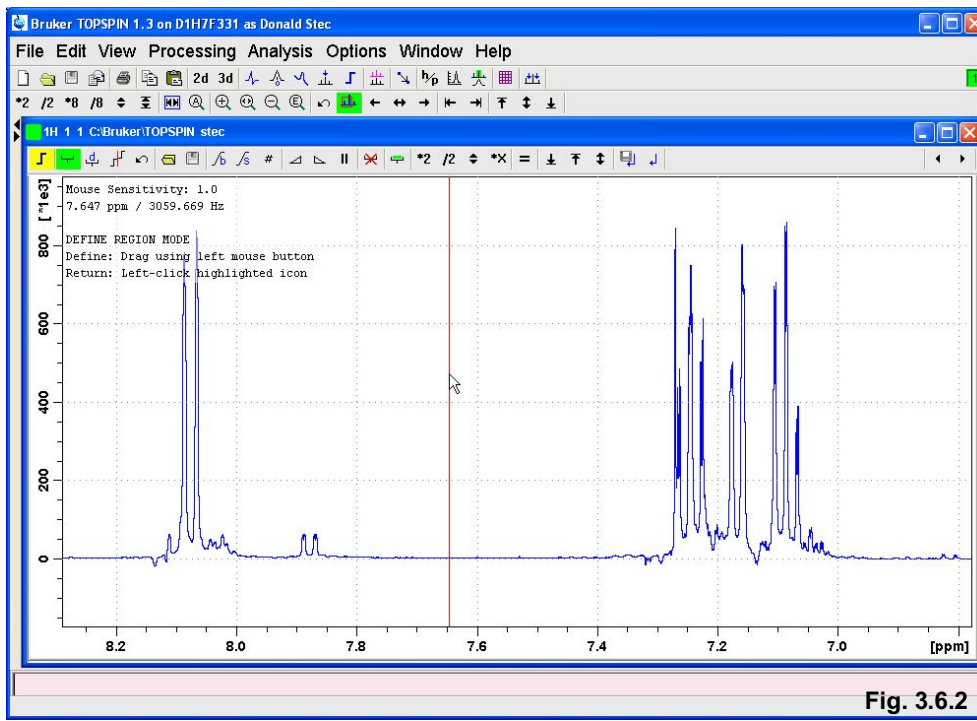 Bruker TOPSPIN 1.3 on D1H7F331 as Donald Stec
File Edit View Processing Analysis Options Window Help
2d 3d
*2 /2 *8 /8
1H 1 1 C:\Bruker\TOPSPIN stec
*2 /2 *X =
[*1e3]
Mouse Sensitivity: 1.0
7.647 ppm / 3059.669 Hz
DEFINE REGION MODE
Define: Drag using left mouse button
Return: Left-click highlighted icon
800
600
400
200
0
8.2 8.0 7.8 7.6 7.4 7.2 7.0 [ppm]
Fig. 3.6.2